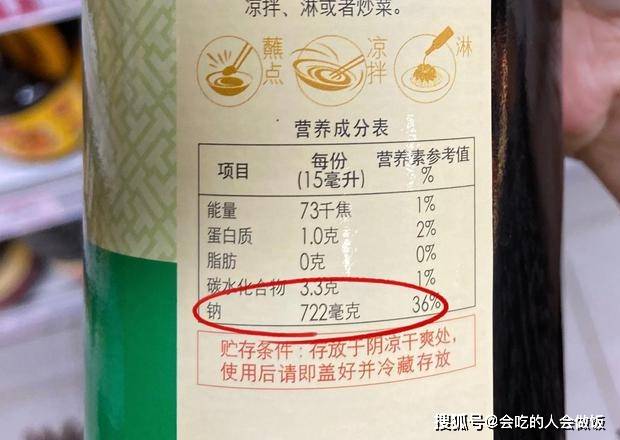 凉拌、淋或者炒菜。
蘸点 凉拌 淋
营养成分表
项目 每份 (15毫升) 营养素参考值 %
能量 73千焦 1%
蛋白质 1.0克 2%
脂肪 0克 0%
碳水化合物 3.3克 1%
钠 722毫克 36%
贮存条件:存放于阴凉干爽处,
使用后请即盖好并冷藏存放
搜狐号@会吃的人会做饭